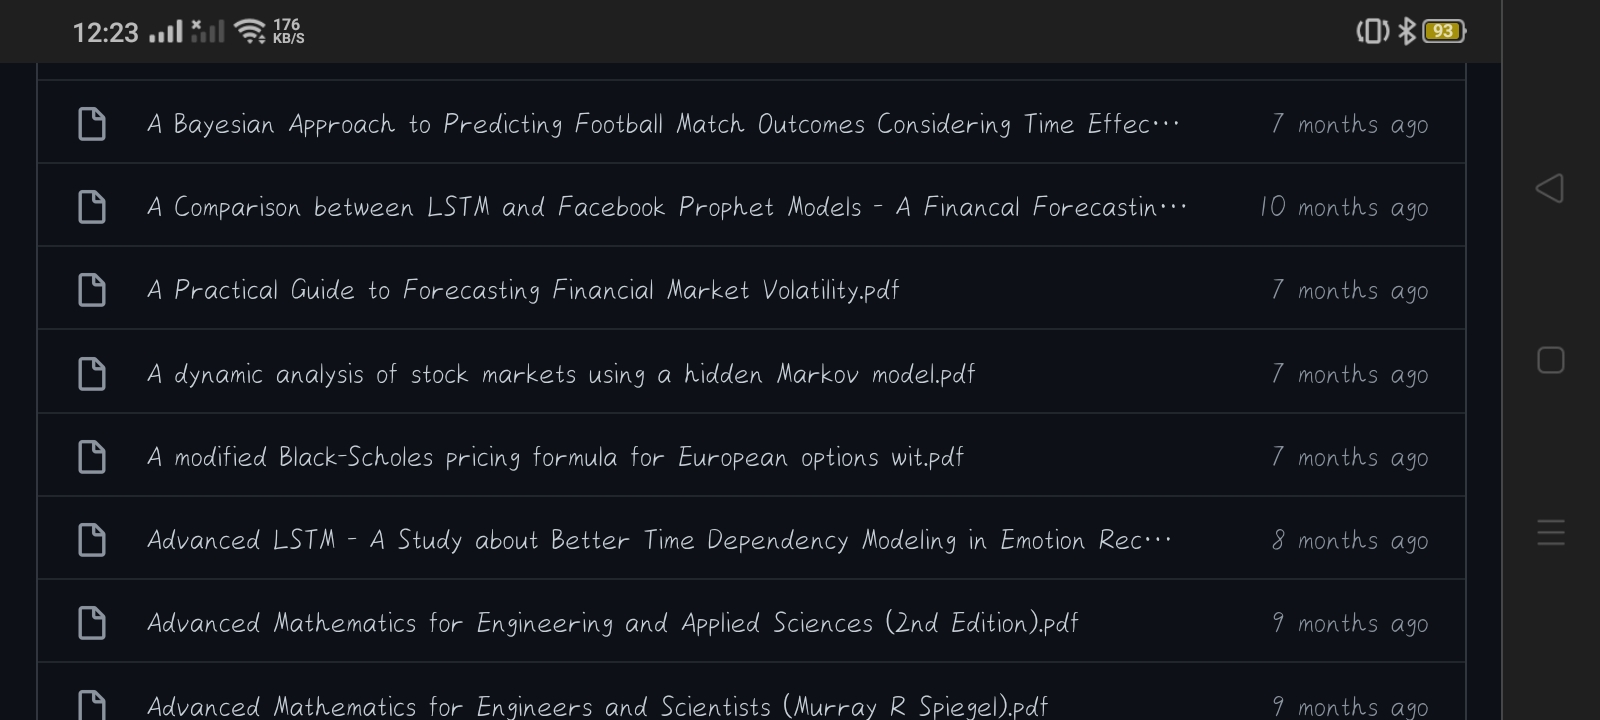 12:23 176 KB/S 93
A Bayesian Approach to Predicting Football Match Outcomes Considering Time Effec··· 7 months ago
A Comparison between LSTM and Facebook Prophet Models - A Financal Forecastin··· 10 months ago
A Practical Guide to Forecasting Financial Market Volatility.pdf 7 months ago
A dynamic analysis of stock markets using a hidden Markov model.pdf 7 months ago
A modified Black-Scholes pricing formula for European options wit.pdf 7 months ago
Advanced LSTM - A Study about Better Time Dependency Modeling in Emotion Rec··· 8 months ago
Advanced Mathematics for Engineering and Applied Sciences (2nd Edition).pdf 9 months ago
Advanced Mathematics for Engineers and Scientists (Murray R Spiegel).pdf 9 months ago